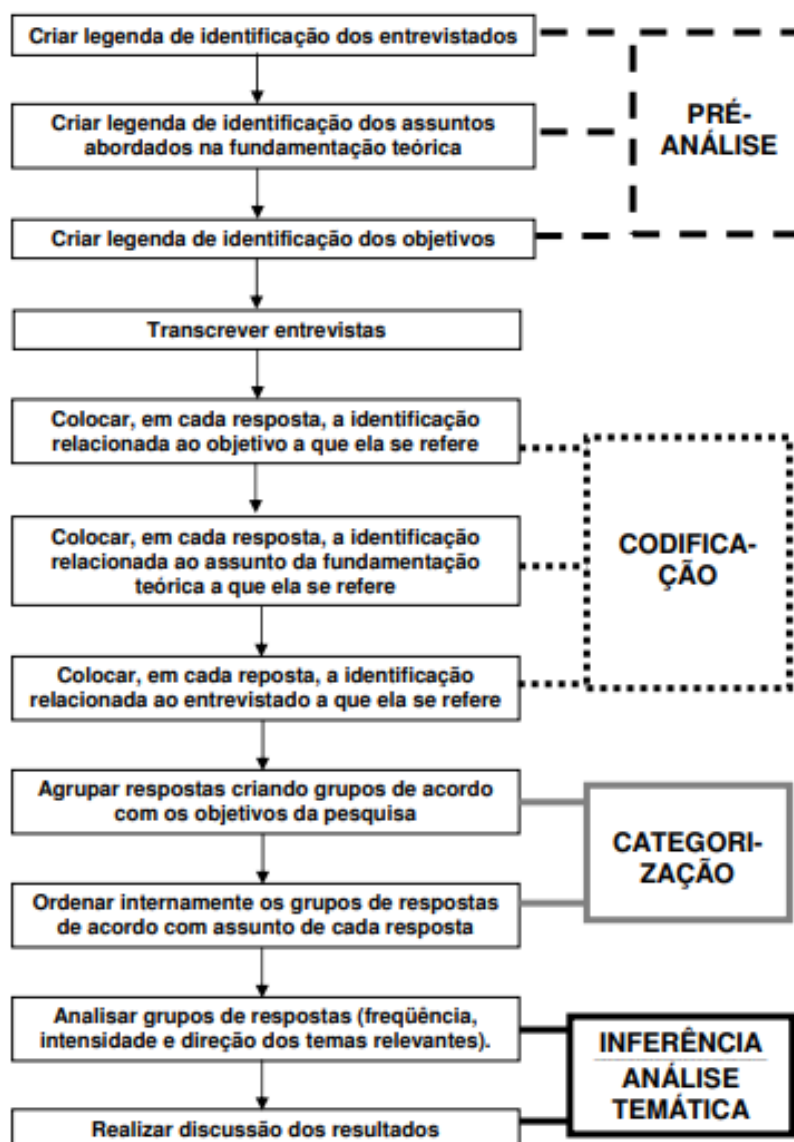 Criar legenda de identificação dos entrevistados
Criar legenda de identificação dos assuntos
abordados na fundamentação teórica
PRÉ-
ANÁLISE
Criar legenda de identificação dos objetivos
Transcrever entrevistas
Colocar, em cada resposta, a identificação
relacionada ao objetivo a que ela se refere
Colocar, em cada resposta, a identificação
relacionada ao assunto da fundamentação
teórica a que ela se refere
CODIFICA-
ÇÃO
Colocar, em cada reposta, a identificação
relacionada ao entrevistado a que ela se refere
Agrupar respostas criando grupos de acordo
com os objetivos da pesquisa
CATEGORI-
ZAÇÃO
Ordenar internamente os grupos de respostas
de acordo com assunto de cada resposta
Analisar grupos de respostas (freqüência,
intensidade e direção dos temas relevantes).
INFERÊNCIA
ANÁLISE
TEMÁTICA
Realizar discussão dos resultados